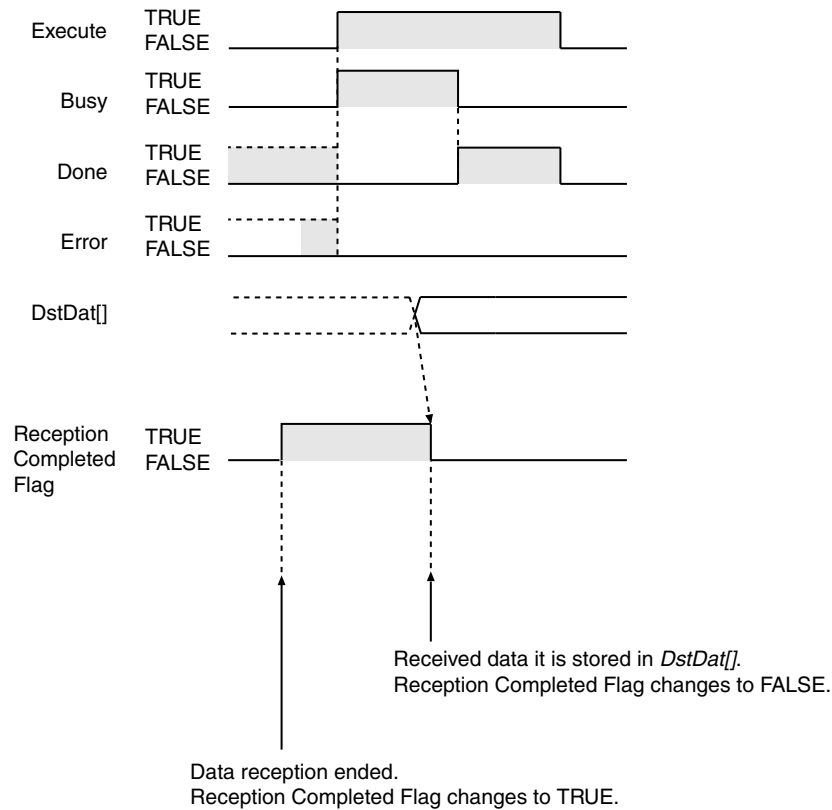 Execute
TRUE
FALSE
Busy
TRUE
FALSE
Done
TRUE
FALSE
Error
TRUE
FALSE
DstDat[]
Reception
Completed
Flag
TRUE
FALSE
Received data it is stored in DstDat[].
Reception Completed Flag changes to FALSE.
Data reception ended.
Reception Completed Flag changes to TRUE.